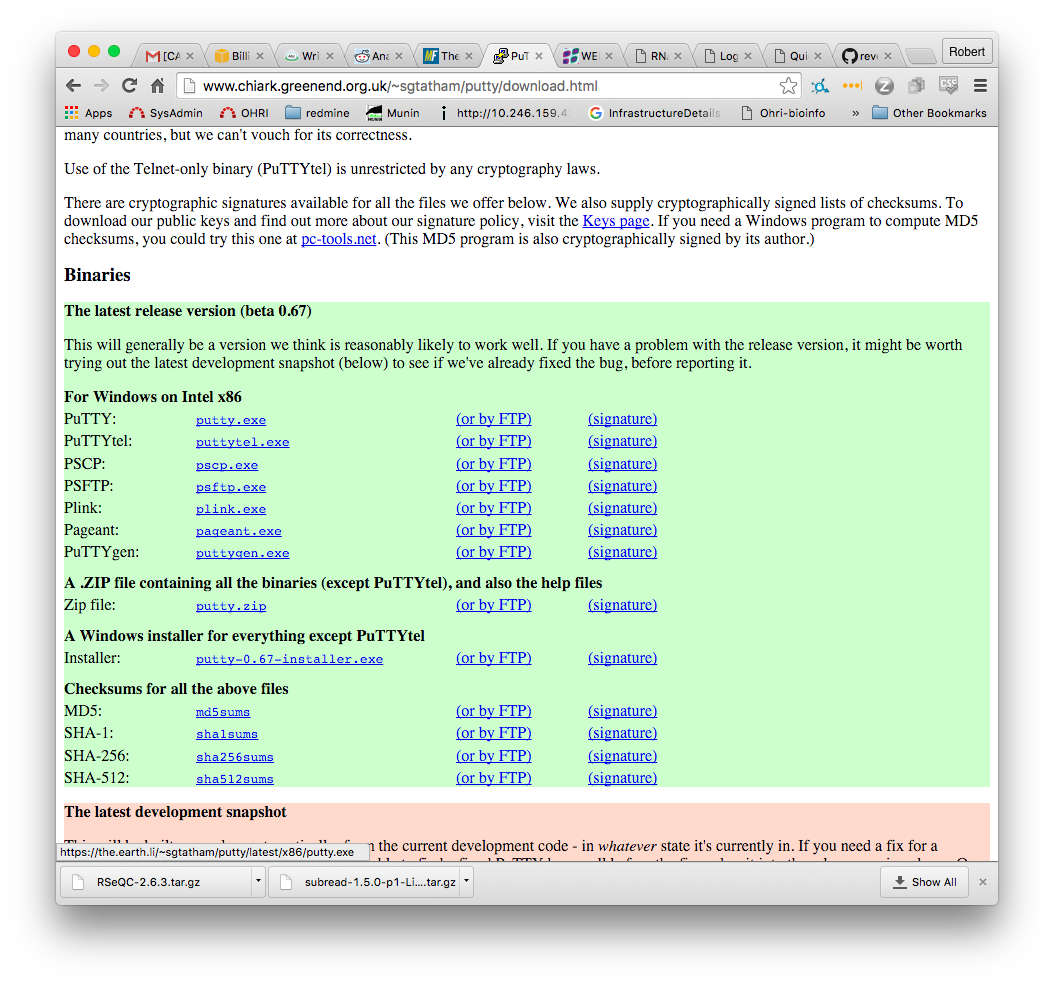 [CA
Billi
Wri
Ana
The
PuT
WE
RN
Log
Qui
rev
Robert
www.chiark.greenend.org.uk/~sgtatham/putty/download.html
Apps
SysAdmin
OHRI
redmine
MUNIN
Munin
http://10.246.159.4
InfrastructureDetails
Ohri-bioinfo
»
Other Bookmarks
many countries, but we can't vouch for its correctness.
Use of the Telnet-only binary (PuTTYtel) is unrestricted by any cryptography laws.
There are cryptographic signatures available for all the files we offer below. We also supply cryptographically signed lists of checksums. To
download our public keys and find out more about our signature policy, visit the Keys page. If you need a Windows program to compute MD5
checksums, you could try this one at pc-tools.net. (This MD5 program is also cryptographically signed by its author.)
Binaries
The latest release version (beta 0.67)
This will generally be a version we think is reasonably likely to work well. If you have a problem with the release version, it might be worth
trying out the latest development snapshot (below) to see if we've already fixed the bug, before reporting it.
For Windows on Intel x86
PuTTY: putty.exe (or by FTP) (signature)
PuTTYtel: puttytel.exe (or by FTP) (signature)
PSCP: pscp.exe (or by FTP) (signature)
PSFTP: psftp.exe (or by FTP) (signature)
Plink: plink.exe (or by FTP) (signature)
Pageant: pageant.exe (or by FTP) (signature)
PuTTYgen: puttygen.exe (or by FTP) (signature)
A .ZIP file containing all the binaries (except PuTTYtel), and also the help files
Zip file: putty.zip (or by FTP) (signature)
A Windows installer for everything except PuTTYtel
Installer: putty-0.67-installer.exe (or by FTP) (signature)
Checksums for all the above files
MD5: md5sums (or by FTP) (signature)
SHA-1: sha1sums (or by FTP) (signature)
SHA-256: sha256sums (or by FTP) (signature)
SHA-512: sha512sums (or by FTP) (signature)
The latest development snapshot
the current development code - in whatever state it's currently in. If you need a fix for a
https://the.earth.li/~sgtatham/putty/latest/x86/putty.exe
RSeQC-2.6.3.tar.gz
subread-1.5.0-p1-Li....tar.gz
Show All